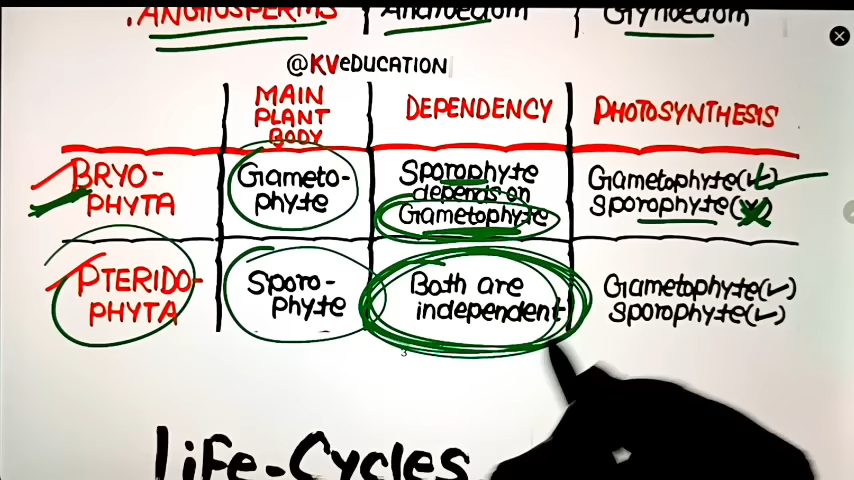 .ANGIOSPERMS Androecium Gynoecium
@KVeDUCATION
MAIN
PLANT
BODY
DEPENDENCY
PHOTOSYNTHESIS
BRYO-
PHYTA
Gameto-
phyte
Sporophyte
depends on
Gametophyte
Gametophyte(✓)
Sporophyte(x)
PTERIDO-
PHYTA
Sporo-
phyte
Both are
independent
Gametophyte(✓)
Sporophyte(✓)
3
Life-Cycles